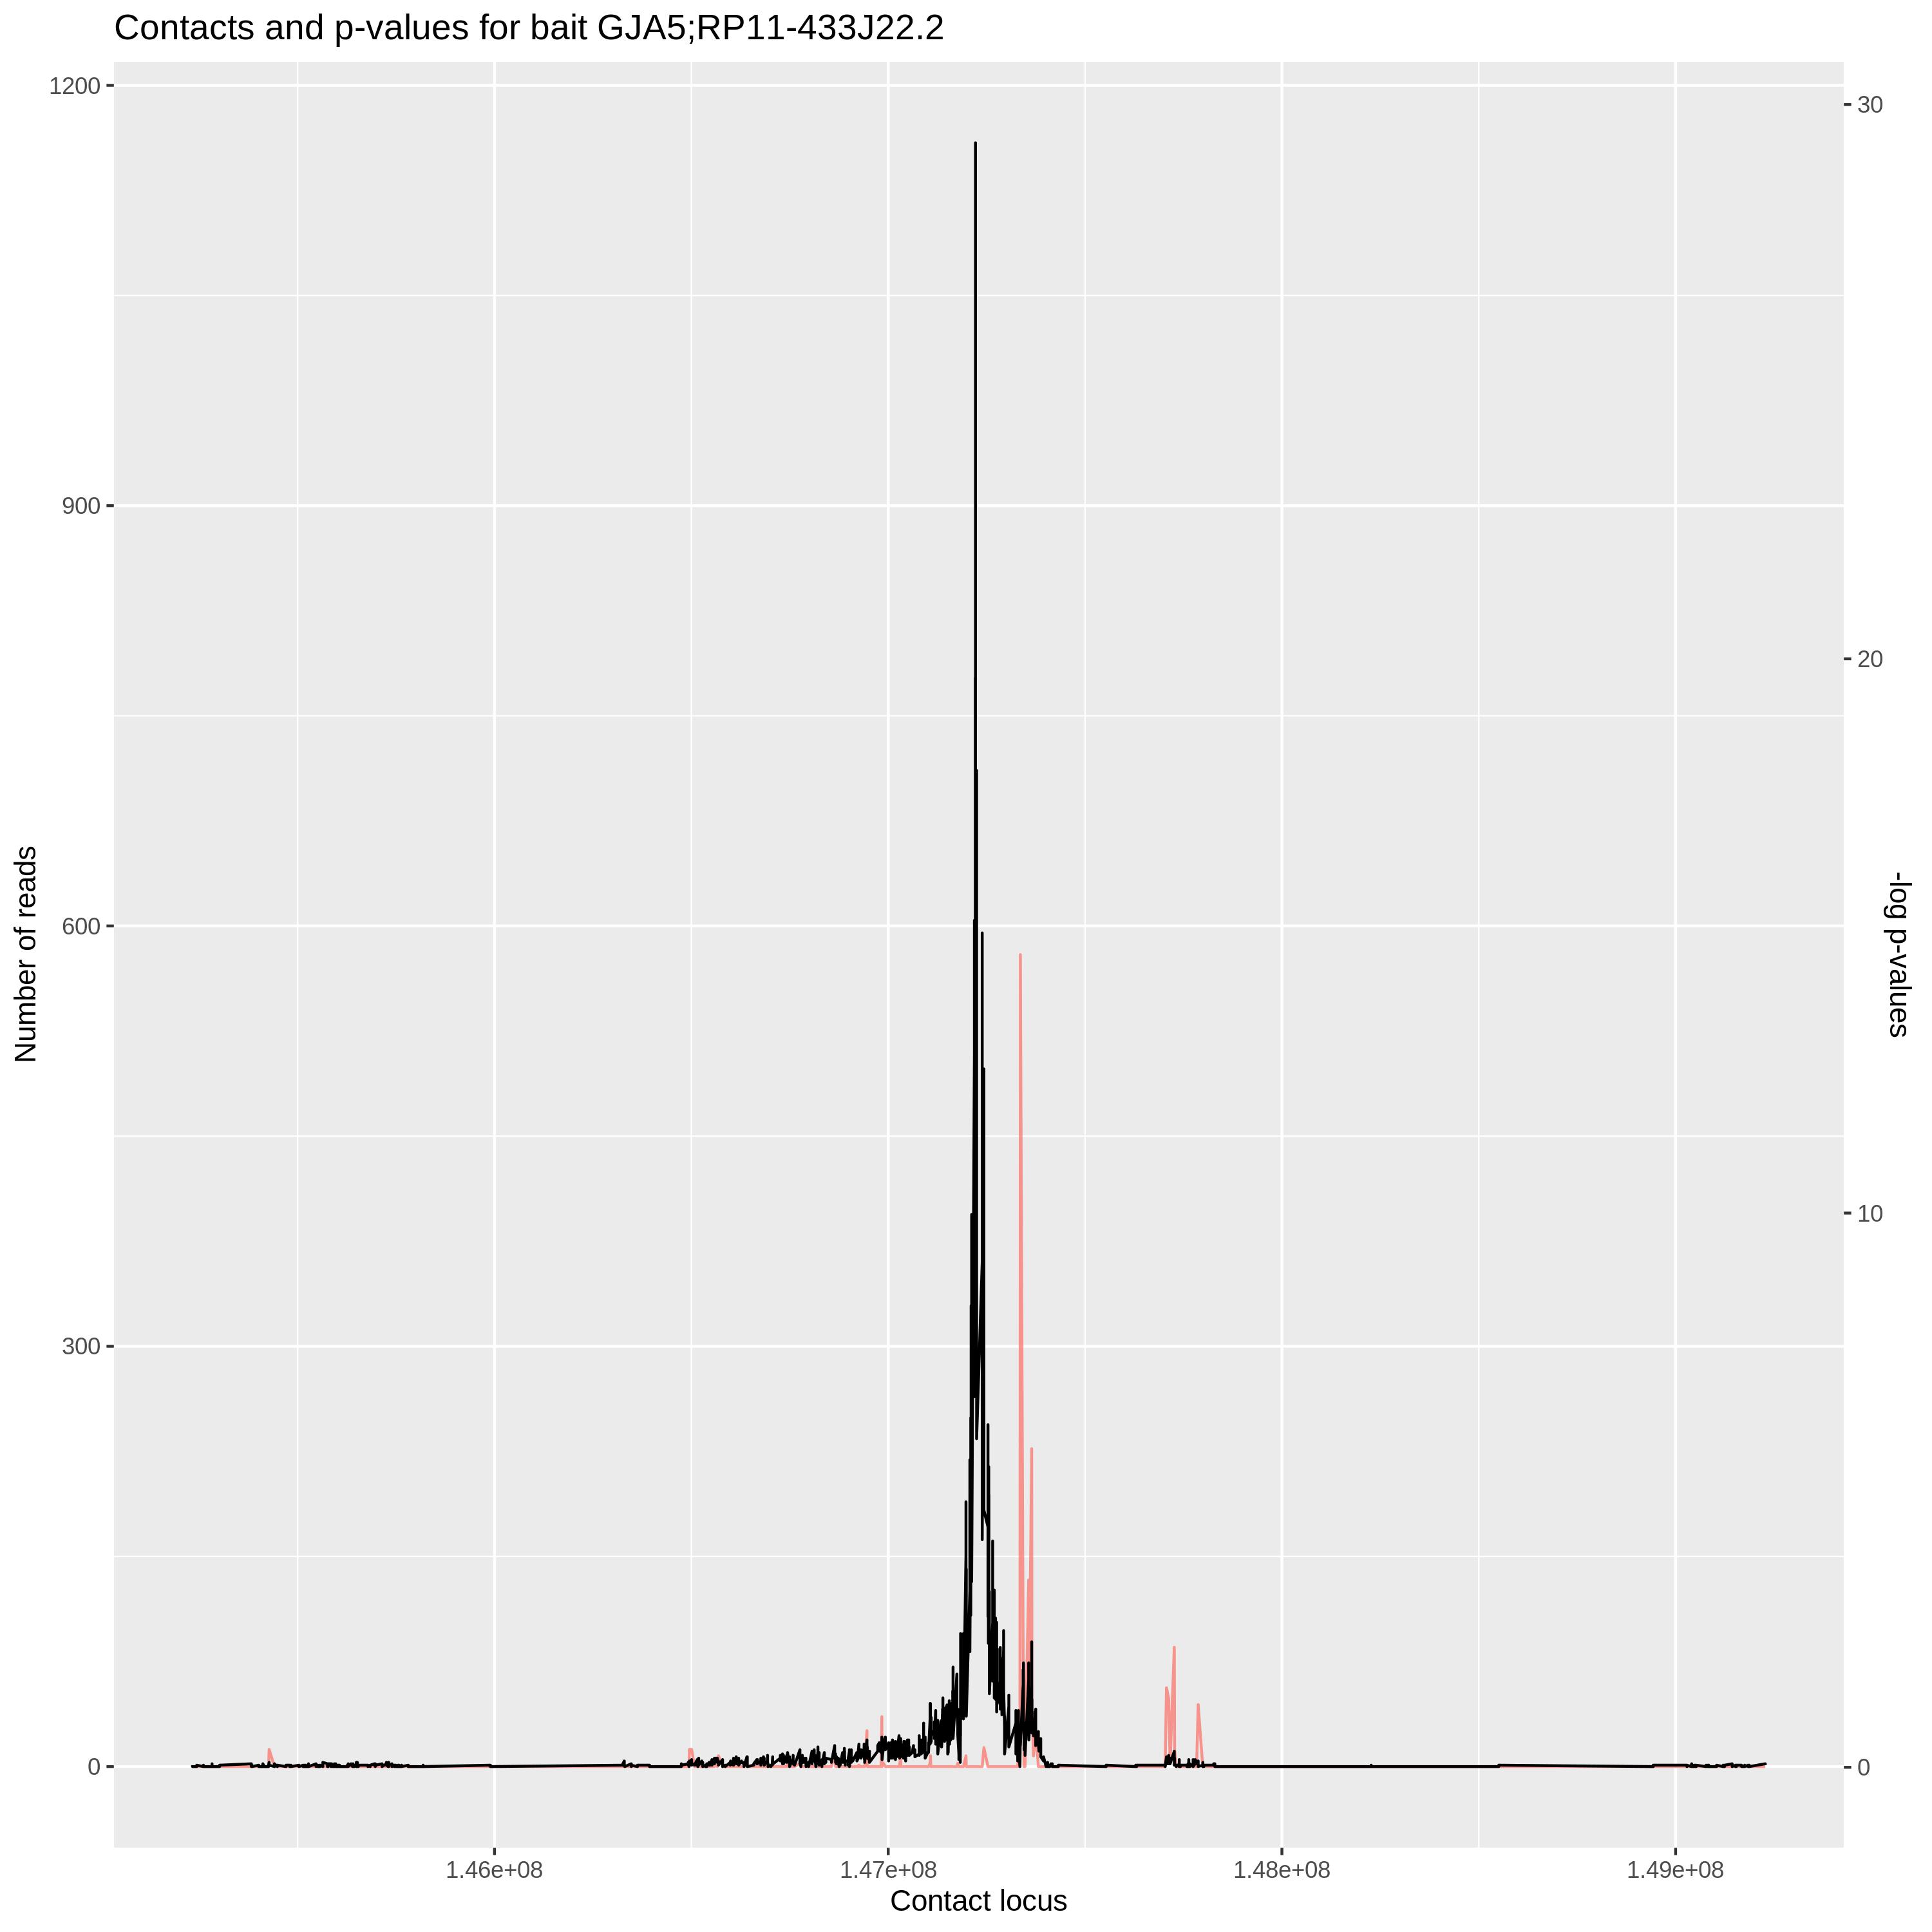 Contacts and p-values for bait GJA5;RP11-433J22.2
1200
900
600
300
0
Number of reads
30
20
10
0
-log p-values
1.46e+08
1.47e+08
1.48e+08
1.49e+08
Contact locus